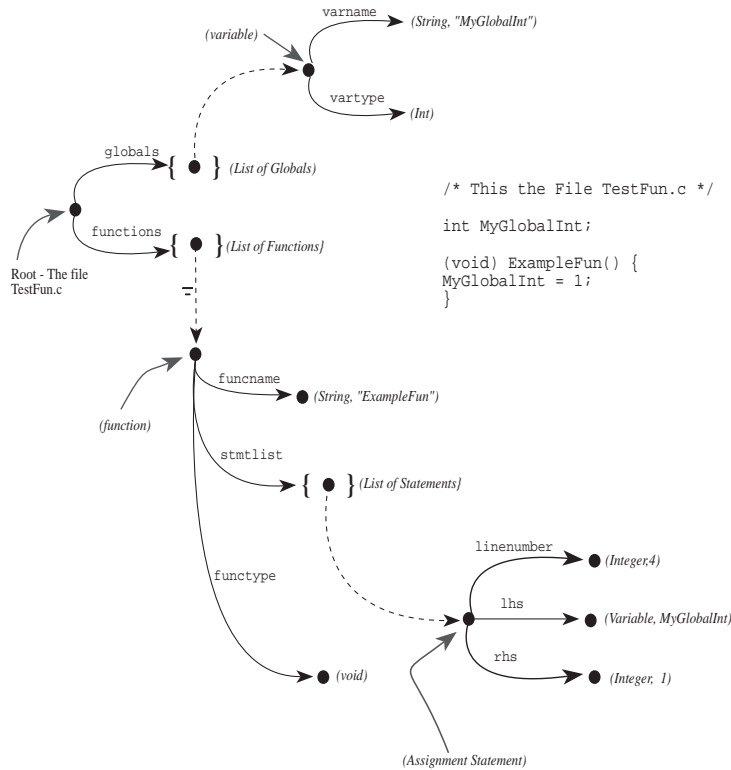 varname
(String, "MyGlobalInt")
(variable)
vartype
(Int)
globals
{ } (List of Globals)
/* This the File TestFun.c */
int MyGlobalInt;
(void) ExampleFun() {
MyGlobalInt = 1;
}
functions
{ } (List of Functions}
Root - The file
TestFun.c
funcname
(String, "ExampleFun")
(function)
stmtlist
{ } (List of Statements}
linenumber
(Integer,4)
functype
lhs
(Variable, MyGlobalInt)
rhs
(Integer, 1)
(void)
(Assignment Statement)